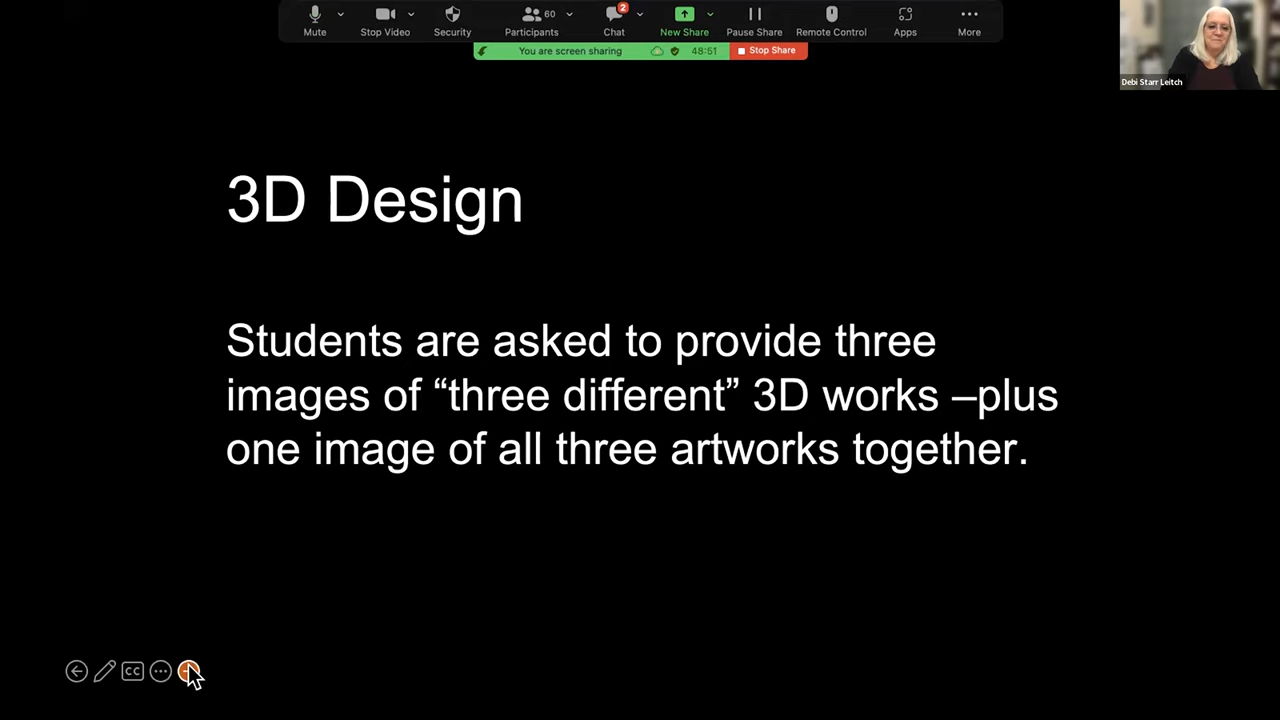 Mute
Stop Video
Security
60
Participants
2
Chat
New Share
Pause Share
Remote Control
Apps
More
You are screen sharing
48:51
Stop Share
Debi Starr Leitch
3D Design
Students are asked to provide three
images of “three different” 3D works –plus
one image of all three artworks together.
CC